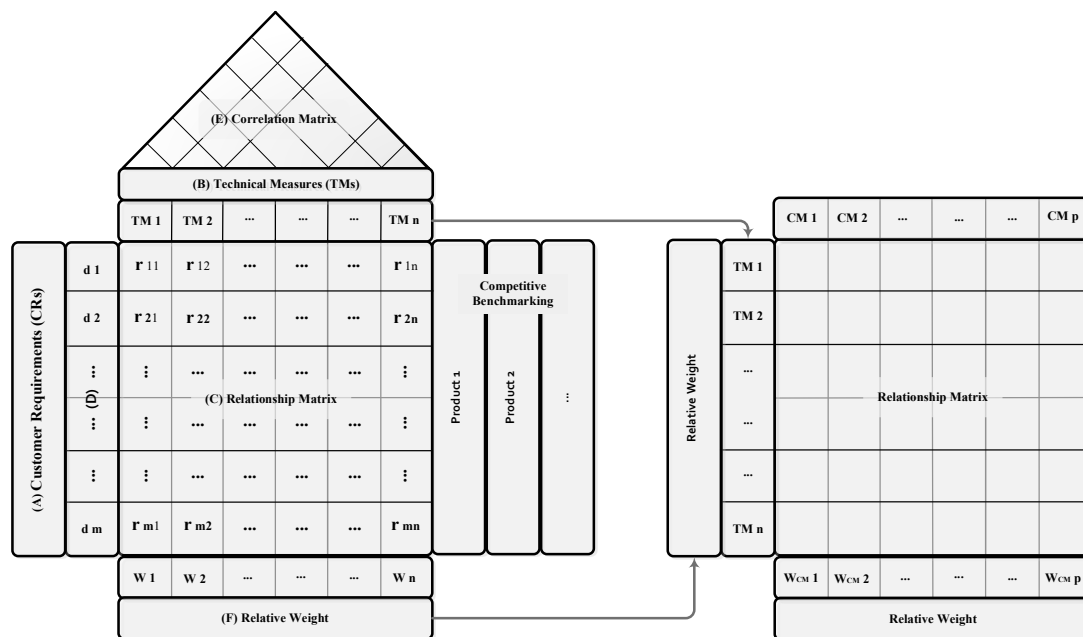 (E) Correlation Matrix
(B) Technical Measures (TMs)
TM 1 TM 2 ... ... ... TM n
(A) Customer Requirements (CRs)
(D)
d 1 r 11 r 12 ... ... ... r 1n
d 2 r 21 r 22 ... ... ... r 2n
... ⋮ ... ... ... ⋮
(C) Relationship Matrix
... ⋮ ... ... ... ⋮
⋮ ⋮ ... ... ... ⋮
d m r m1 r m2 ... ... ... r mn
W 1 W 2 ... ... ... W n
(F) Relative Weight
Competitive
Benchmarking
Product 1
Product 2
...
CM 1 CM 2 ... ... ... CM p
Relative Weight
TM 1
TM 2
...
Relationship Matrix
...
...
TM n
WCM 1 WCM 2 ... ... ... WCM p
Relative Weight